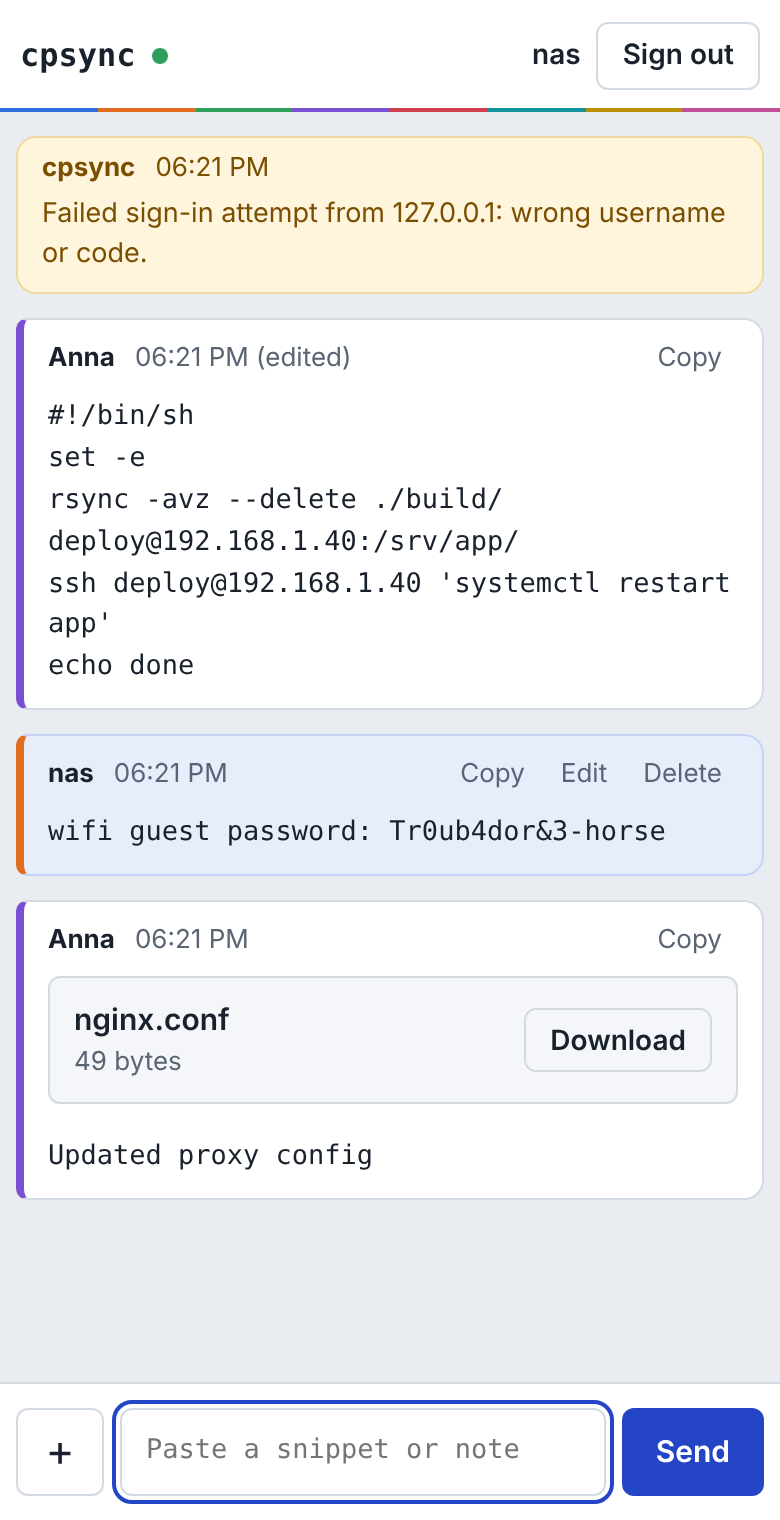 cpsync
nas
Sign out
cpsync 06:21 PM
Failed sign-in attempt from 127.0.0.1: wrong username
or code.
Anna 06:21 PM (edited) Copy
#!/bin/sh
set -e
rsync -avz --delete ./build/
deploy@192.168.1.40:/srv/app/
ssh deploy@192.168.1.40 'systemctl restart
app'
echo done
nas 06:21 PM Copy Edit Delete
wifi guest password: Tr0ub4dor&3-horse
Anna 06:21 PM Copy
nginx.conf
49 bytes
Download
Updated proxy config
+
Paste a snippet or note
Send